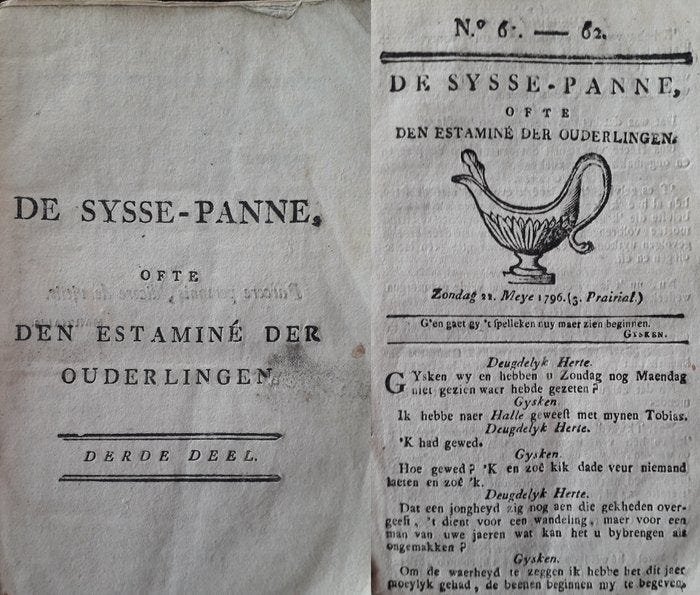 DE SYSSE-PANNE,
OFTE
DEN ESTAMINÉ DER
OUDERLINGEN
DERDE DEEL.
N.º 61. — 62.
DE SYSSE-PANNE,
OFTE
DEN ESTAMINÉ DER OUDERLINGEN.
Zondag 22. Meye 1796. (3. Prairial.)
G'en gaet gy 't spelleken nuy maer zien beginnen.
GYSKEN.
Deugdelyk Herte.
GYsken wy en hebben u Zondag nog Maendag
niet gezien waer hebde gezeten?
Gysken.
Ik hebbe naer Halle geweest met mynen Tobias.
Deugdelyk Herte.
'K had gewed.
Gysken.
Hoe gewed? 'K en zoê kik dade veur niemand
laeten en zoê 'k.
Deugdelyk Herte.
Dat een jongheyd zig nog aen die gekheden over-
geeft, 't dient voor een wandeling, maer voor een
man van uwe jaeren wat kan het u bybrengen als
ongemakken?
Gysken.
Om de waerheyd te zeggen ik hebbe het dit jaer
moeylyk gehad, de beenen beginnen my te begeven,